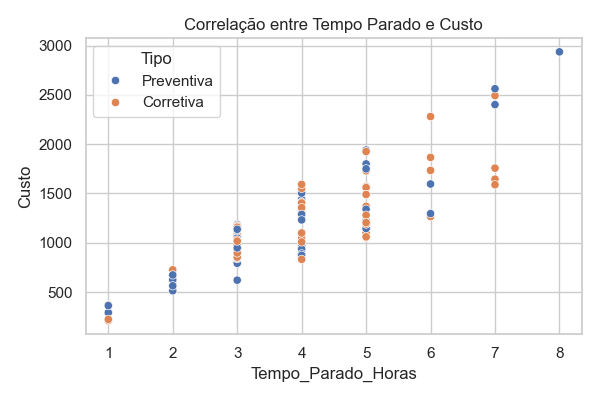 Correlação entre Tempo Parado e Custo
Tipo
Preventiva
Corretiva
3000
2500
2000
1500
1000
500
Custo
1 2 3 4 5 6 7 8
Tempo_Parado_Horas